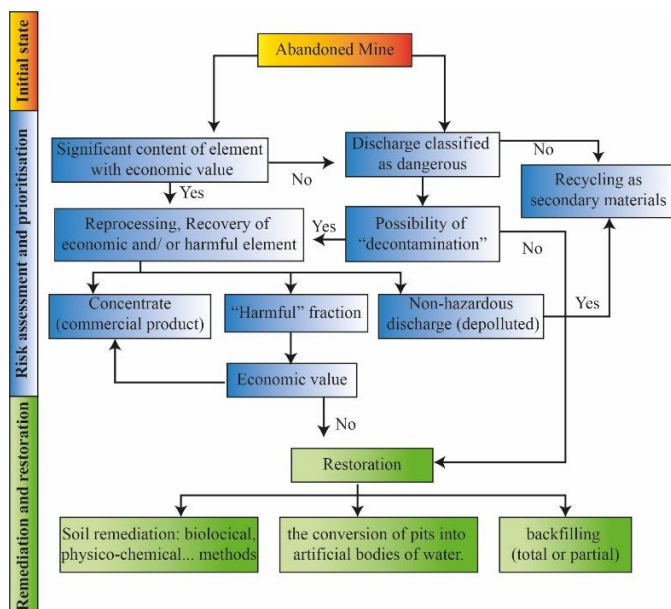 Initial state
Abandoned Mine
Risk assessment and prioritisation
Significant content of element
with economic value
No
Discharge classified
as dangerous
No
Recycling as
secondary materials
Yes
Reprocessing, Recovery of
economic and/ or harmful element
Yes
Possibility of
“decontamination”
No
Concentrate
(commercial product)
“Harmful” fraction
Non-hazardous
discharge (depolluted)
Yes
Economic value
No
Remediation and restoration
Restoration
Soil remediation: biolocical,
physico-chemical... methods
the conversion of pits into
artificial bodies of water.
backfilling
(total or partial)